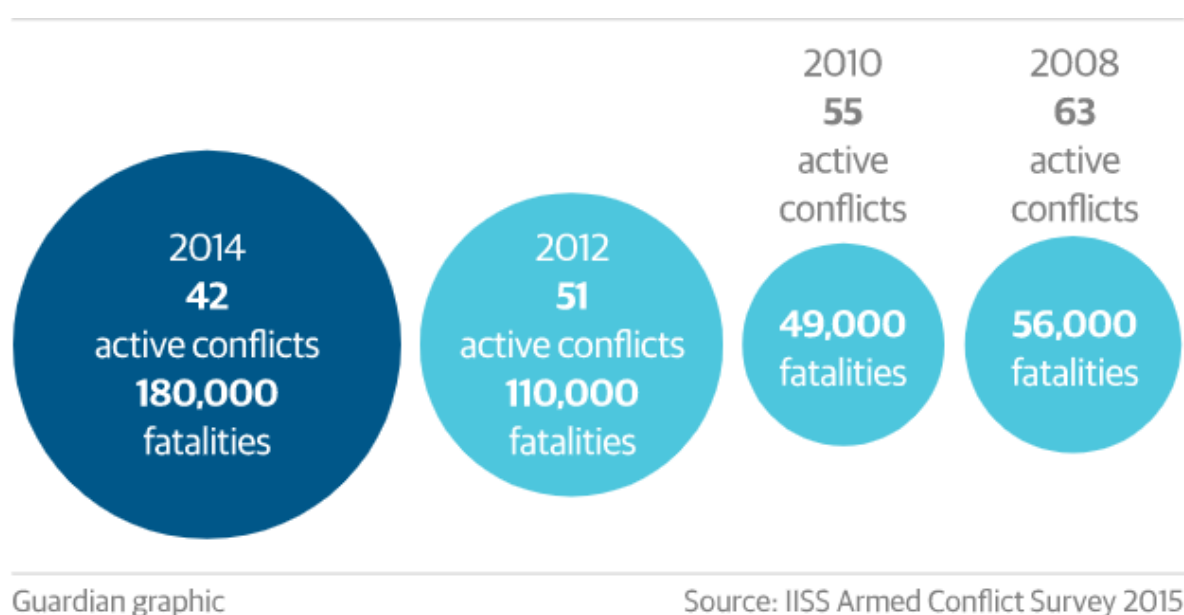 2014
42
active conflicts
180,000
fatalities
2012
51
active conflicts
110,000
fatalities
2010
55
active
conflicts
49,000
fatalities
2008
63
active
conflicts
56,000
fatalities
Guardian graphic
Source: IISS Armed Conflict Survey 2015